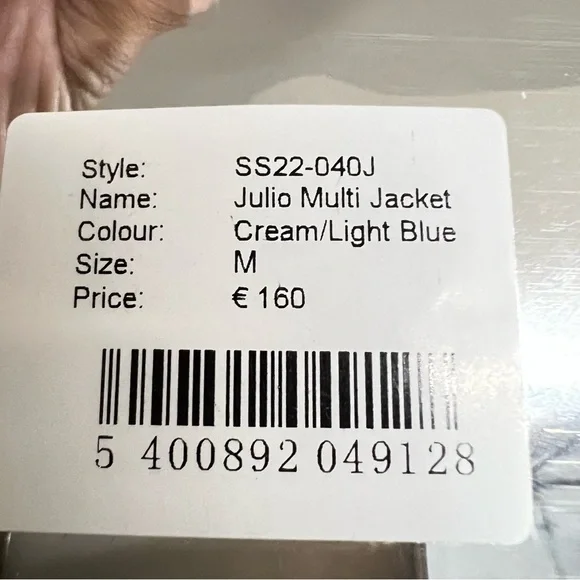 Style: SS22-040J
Name: Julio Multi Jacket
Colour: Cream/Light Blue
Size: M
Price: € 160
5 400892 049128